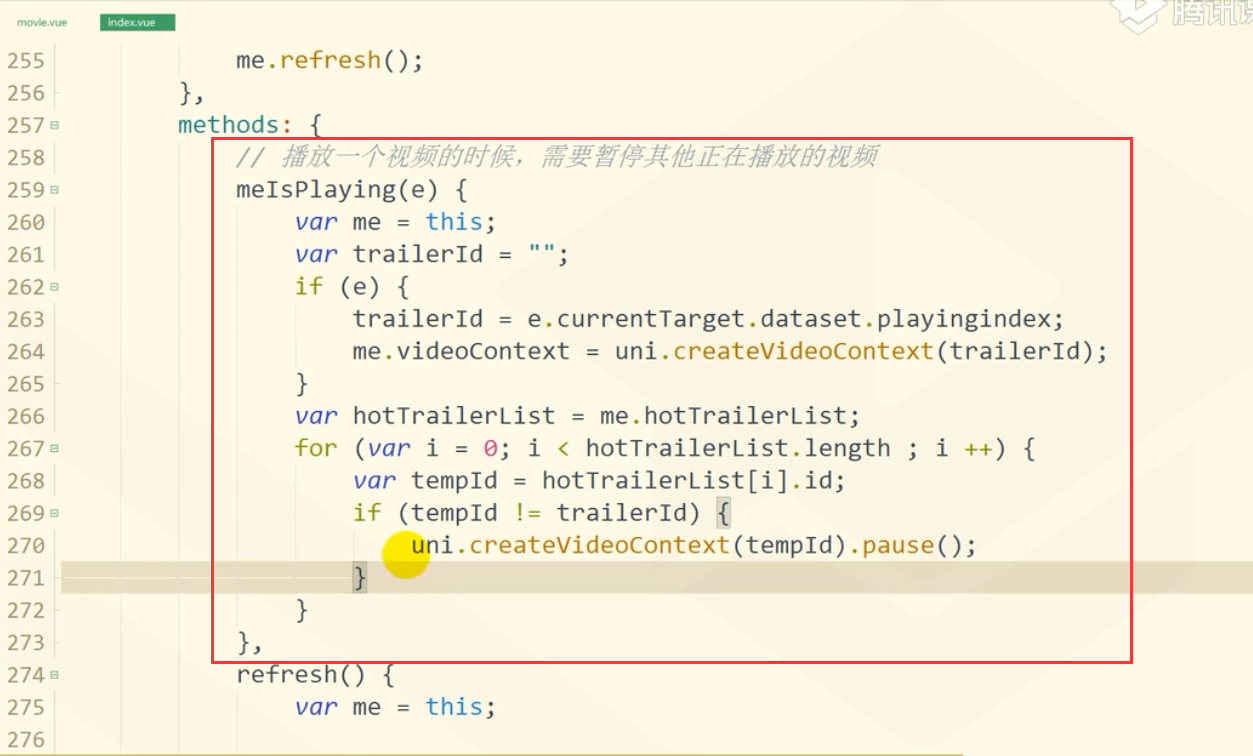 movie.vue index.vue
腾讯课
255 me.refresh();
256 },
257 methods: {
258 // 播放一个视频的时候，需要暂停其他正在播放的视频
259 meIsPlaying(e) {
260 var me = this;
261 var trailerId = "";
262 if (e) {
263 trailerId = e.currentTarget.dataset.playingindex;
264 me.videoContext = uni.createVideoContext(trailerId);
265 }
266 var hotTrailerList = me.hotTrailerList;
267 for (var i = 0; i < hotTrailerList.length ; i ++) {
268 var tempId = hotTrailerList[i].id;
269 if (tempId != trailerId) {
270 uni.createVideoContext(tempId).pause();
271 }
272 }
273 },
274 refresh() {
275 var me = this;
276